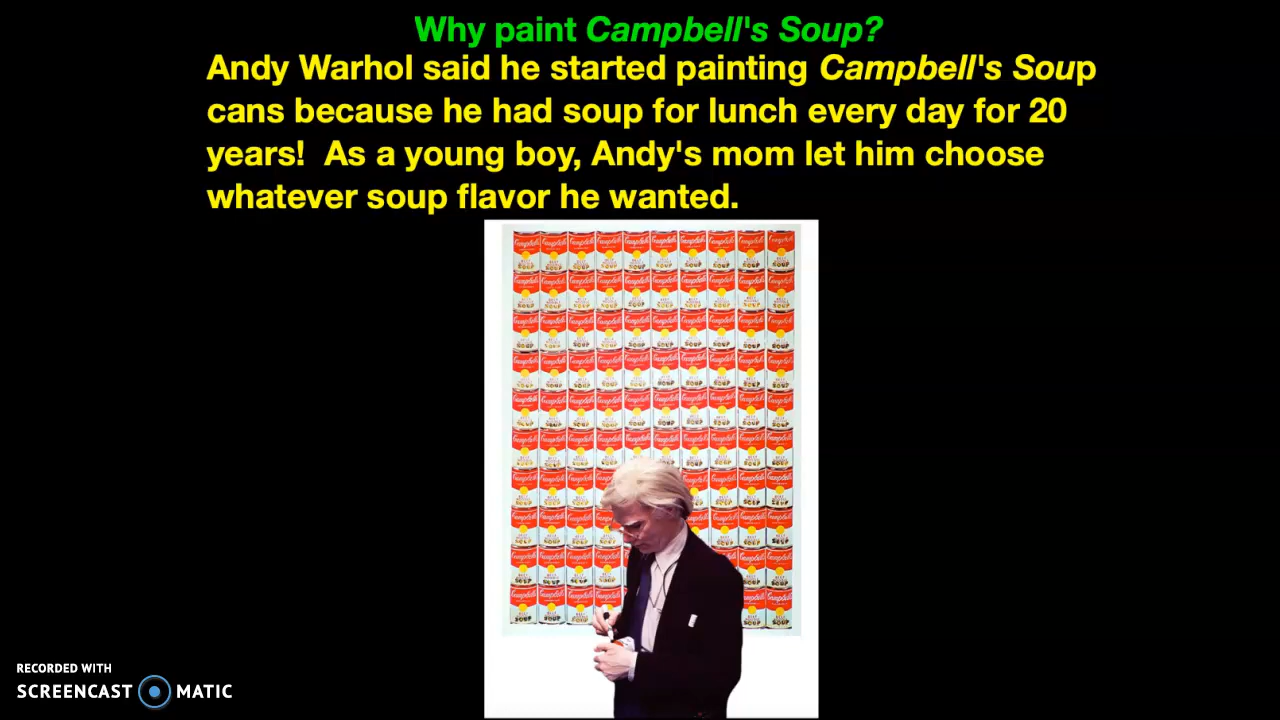 Why paint Campbell's Soup?
Andy Warhol said he started painting Campbell's Soup
cans because he had soup for lunch every day for 20
years!  As a young boy, Andy's mom let him choose
whatever soup flavor he wanted.
RECORDED WITH
SCREENCAST MATIC